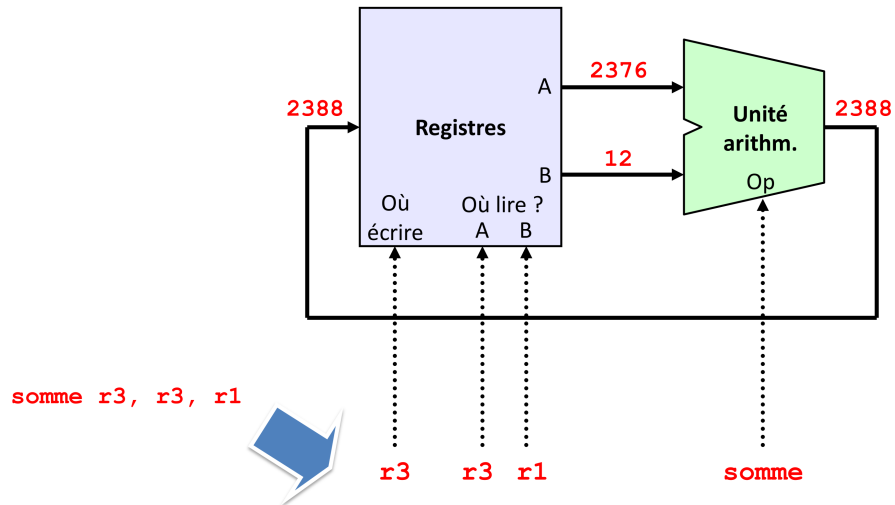 2376
A
2388
Registres
Unité
arithm.
2388
12
B
Op
Où
écrire
Où lire ?
A B
somme r3, r3, r1
r3 r3 r1 somme